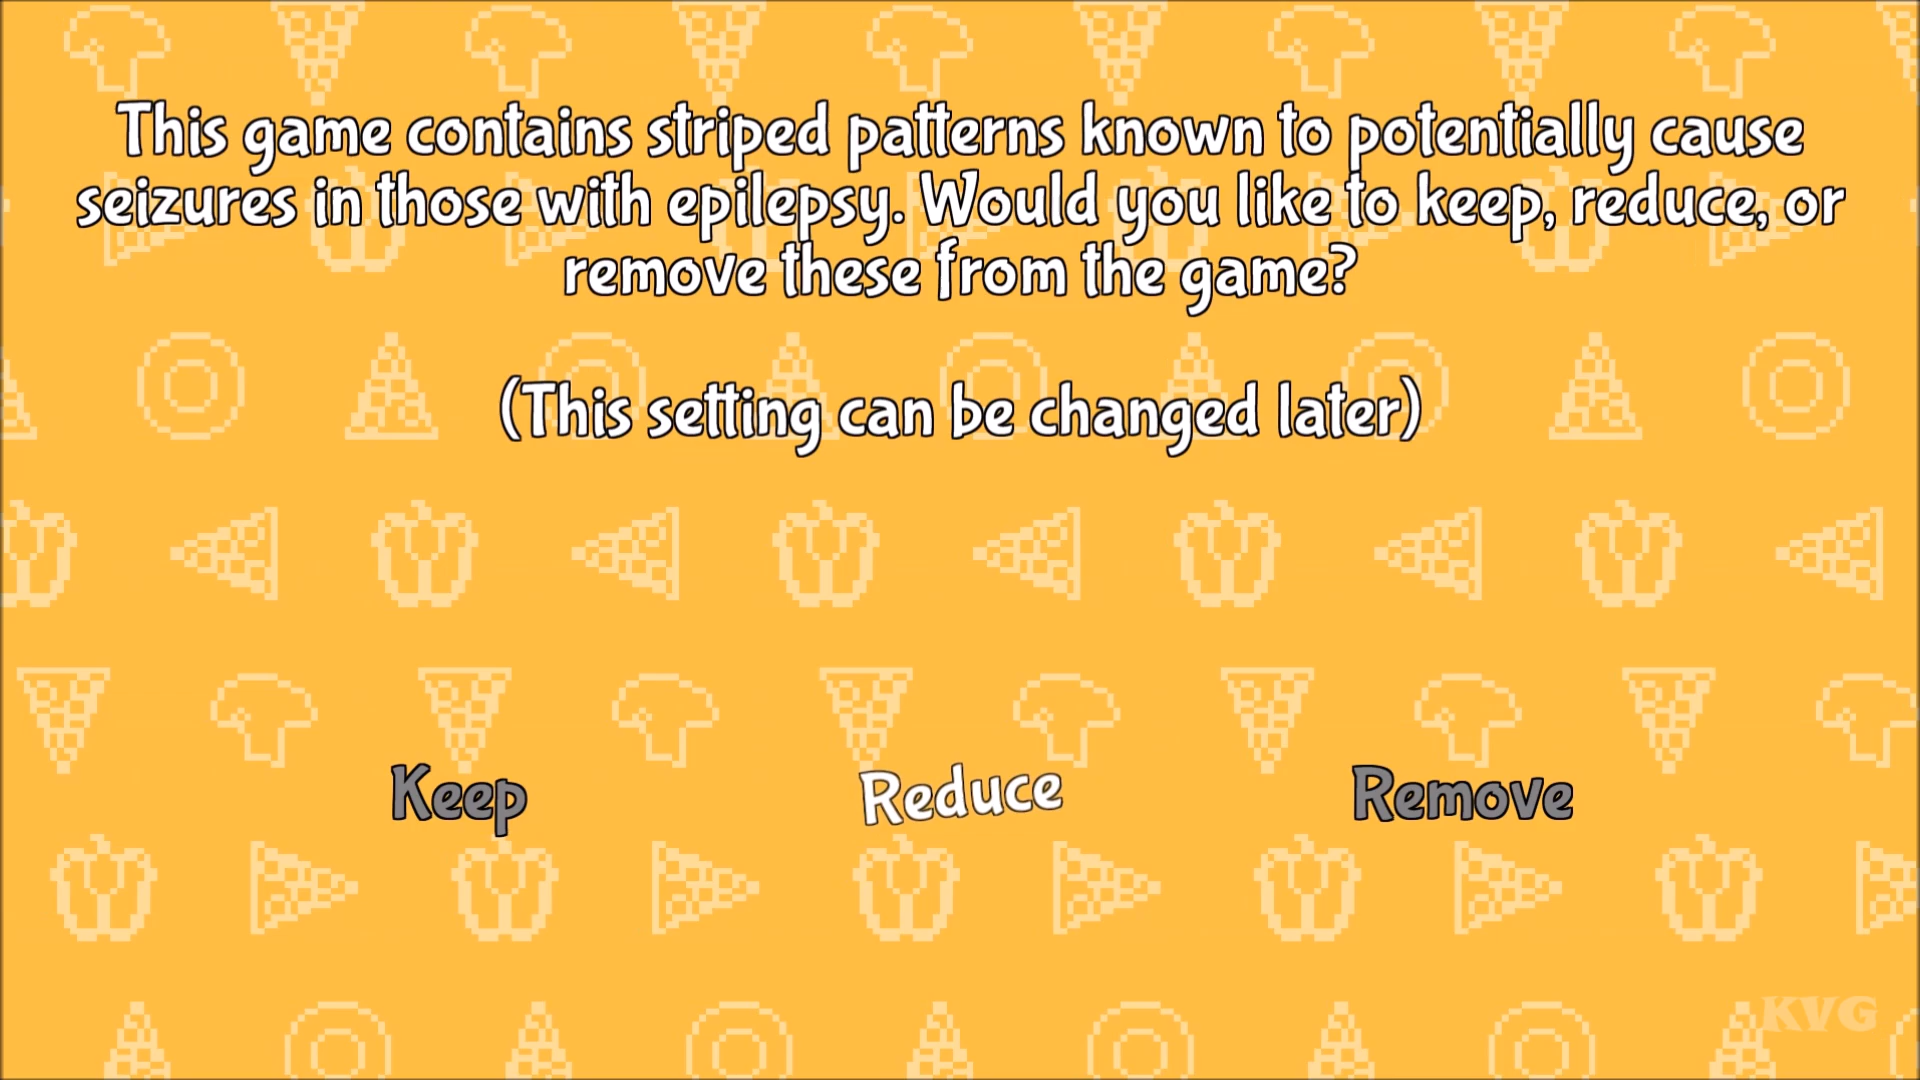 This game contains striped patterns known to potentially cause
seizures in those with epilepsy. Would you like to keep, reduce, or
remove these from the game?
(This setting can be changed later)
Keep Reduce Remove
KVG